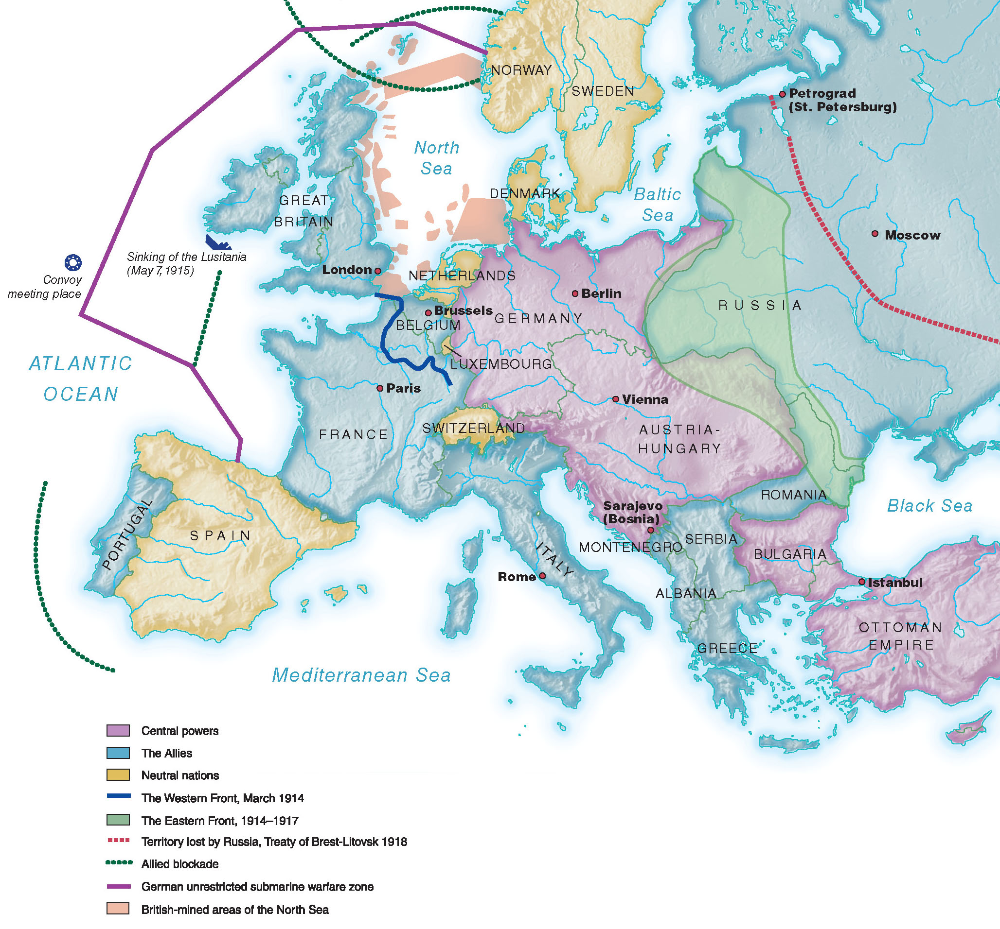 NORWAY
SWEDEN
Petrograd
(St. Petersburg)
North
Sea
DENMARK
Baltic
Sea
GREAT
BRITAIN
Moscow
Sinking of the Lusitania
(May 7, 1915)
Convoy
meeting place
London
NETHERLANDS
Berlin
Brussels
BELGIUM
GERMANY
RUSSIA
ATLANTIC
OCEAN
LUXEMBOURG
Paris
Vienna
FRANCE
SWITZERLAND
AUSTRIA-
HUNGARY
ROMANIA
Black Sea
Sarajevo
(Bosnia)
PORTUGAL
SPAIN
ITALY
MONTENEGRO
SERBIA
BULGARIA
Rome
Istanbul
ALBANIA
OTTOMAN
EMPIRE
GREECE
Mediterranean Sea
Central powers
The Allies
Neutral nations
The Western Front, March 1914
The Eastern Front, 1914–1917
Territory lost by Russia, Treaty of Brest-Litovsk 1918
Allied blockade
German unrestricted submarine warfare zone
British-mined areas of the North Sea